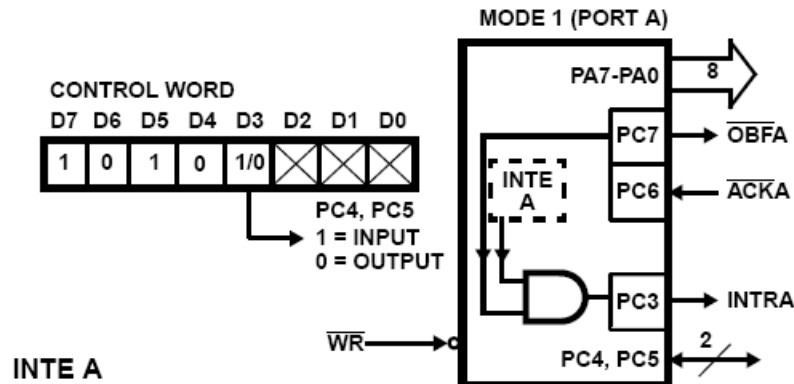 MODE 1 (PORT A)
CONTROL WORD
D7 D6 D5 D4 D3 D2 D1 D0
1 0 1 0 1/0
PC4, PC5
1 = INPUT
0 = OUTPUT
PA7-PA0 8
PC7 OBFA
INTE
A
PC6 ACKA
PC3 INTRA
WR
PC4, PC5 2
INTE A